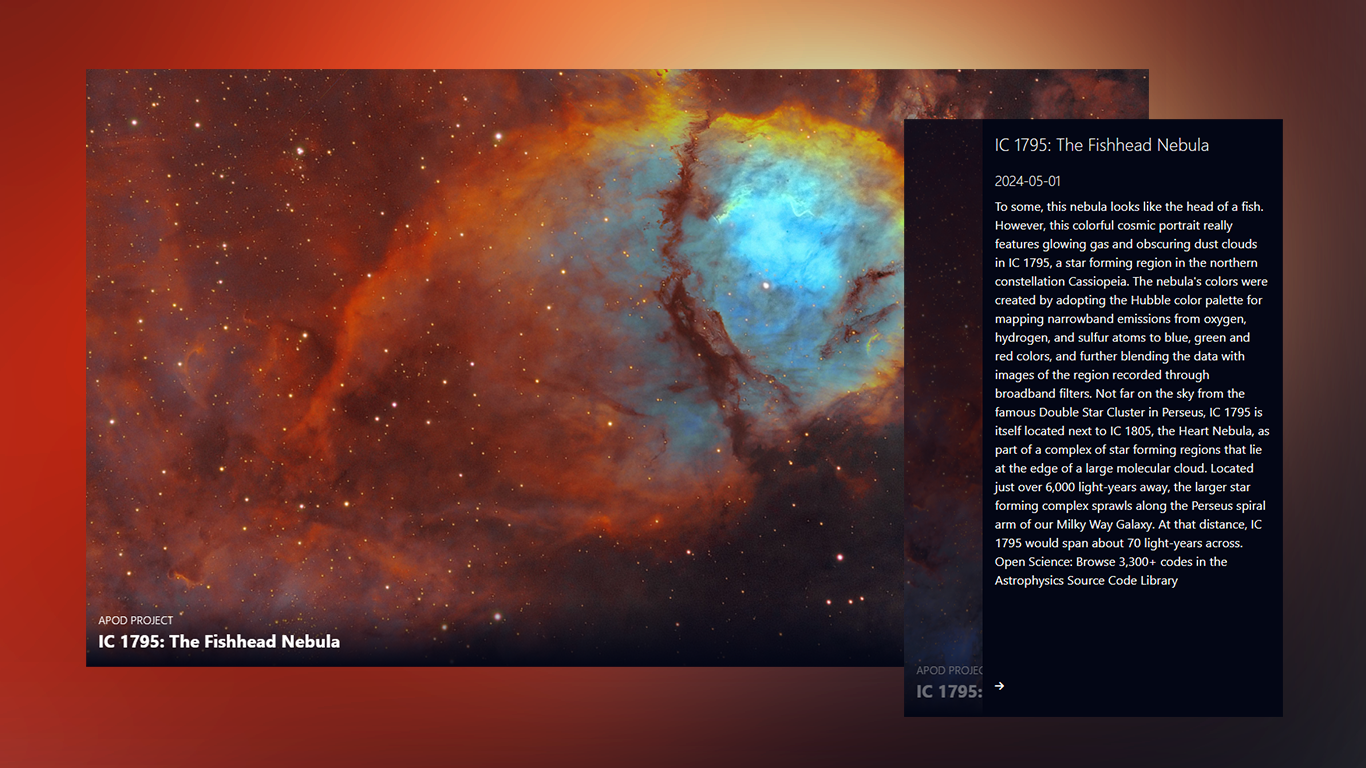 IC 1795: The Fishhead Nebula
2024-05-01
To some, this nebula looks like the head of a fish.
However, this colorful cosmic portrait really
features glowing gas and obscuring dust clouds
in IC 1795, a star forming region in the northern
constellation Cassiopeia. The nebula's colors were
created by adopting the Hubble color palette for
mapping narrowband emissions from oxygen,
hydrogen, and sulfur atoms to blue, green and
red colors, and further blending the data with
images of the region recorded through
broadband filters. Not far on the sky from the
famous Double Star Cluster in Perseus, IC 1795 is
itself located next to IC 1805, the Heart Nebula, as
part of a complex of star forming regions that lie
at the edge of a large molecular cloud. Located
just over 6,000 light-years away, the larger star
forming complex sprawls along the Perseus spiral
arm of our Milky Way Galaxy. At that distance, IC
1795 would span about 70 light-years across.
Open Science: Browse 3,300+ codes in the
Astrophysics Source Code Library
APOD PROJECT
IC 1795: The Fishhead Nebula
APOD PROJEC
IC 1795: